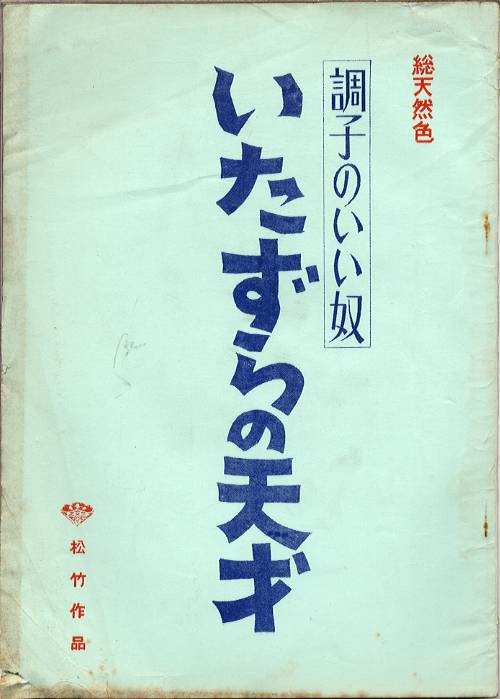 総天然色
調子のいい奴
いたずらの天才
松竹作品